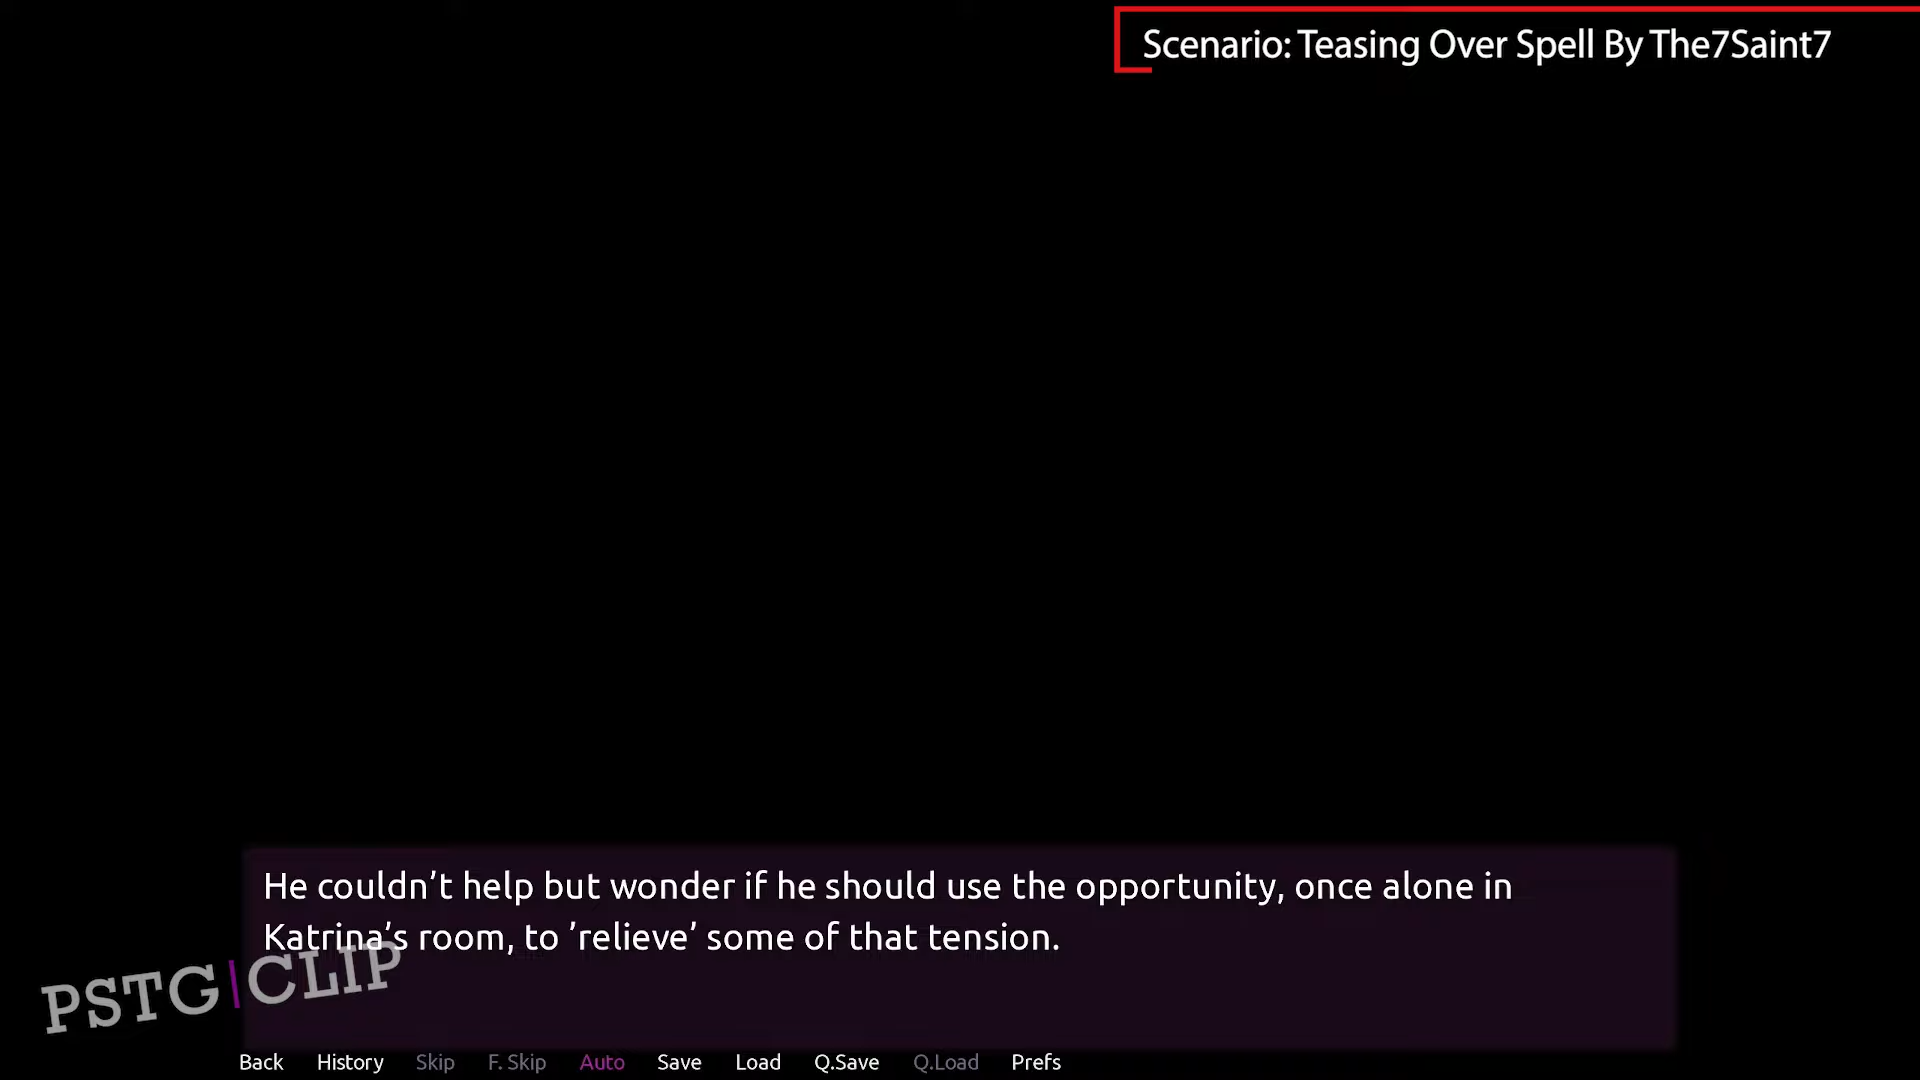 Scenario: Teasing Over Spell By The7Saint7
He couldn’t help but wonder if he should use the opportunity, once alone in
Katrina’s room, to ’relieve’ some of that tension.
PSTG|CLIP
Back History Skip F. Skip Auto Save Load Q.Save Q.Load Prefs